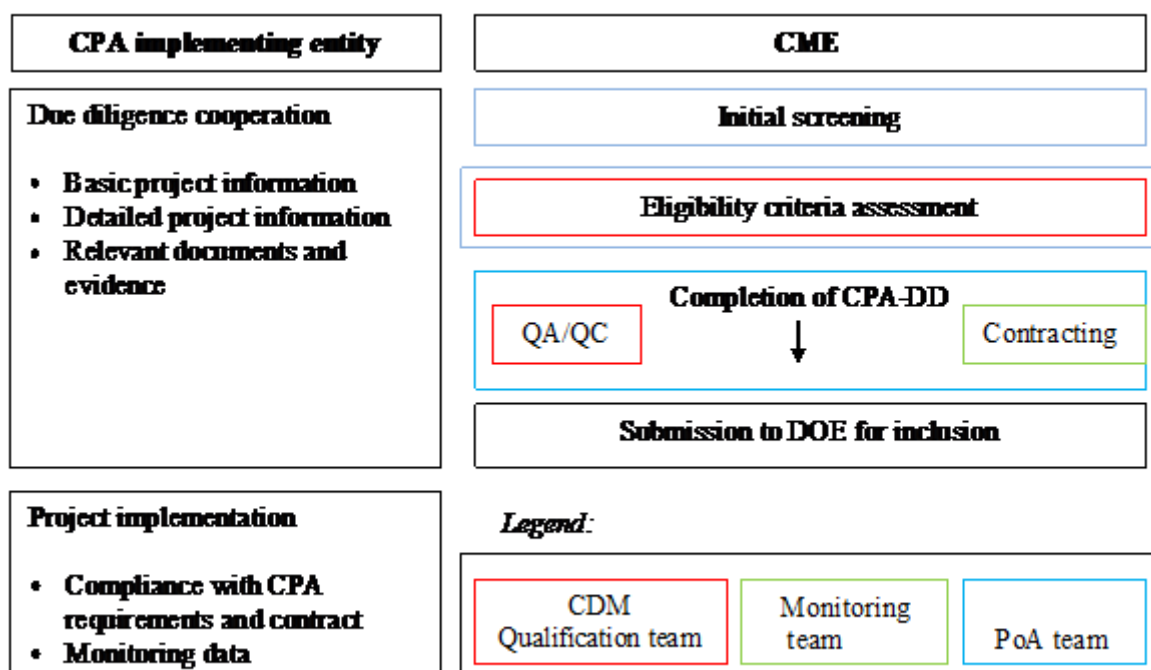 CPA implementing entity
CME
Due diligence cooperation
• Basic project information
• Detailed project information
• Relevant documents and
evidence
Initial screening
Eligibility criteria assessment
Completion of CPA-DD
QA/QC
Contracting
Submission to DOE for inclusion
Project implementation
• Compliance with CPA
requirements and contract
• Monitoring data
Legend:
CDM
Qualification team
Monitoring
team
PoA team